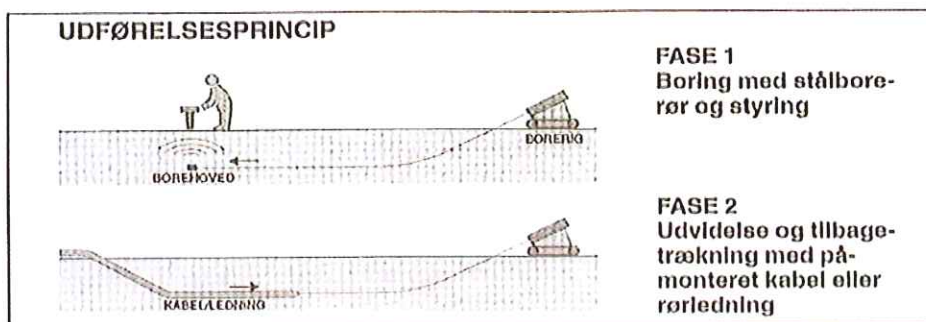 UDFØRELSESPRINCIP
FASE 1
Boring med stålbore-
rør og styring
BORERIG
BOREHOVED
FASE 2
Udvidelse og tilbage-
trækning med på-
monteret kabel eller
rørledning
KABEL/LEDNING